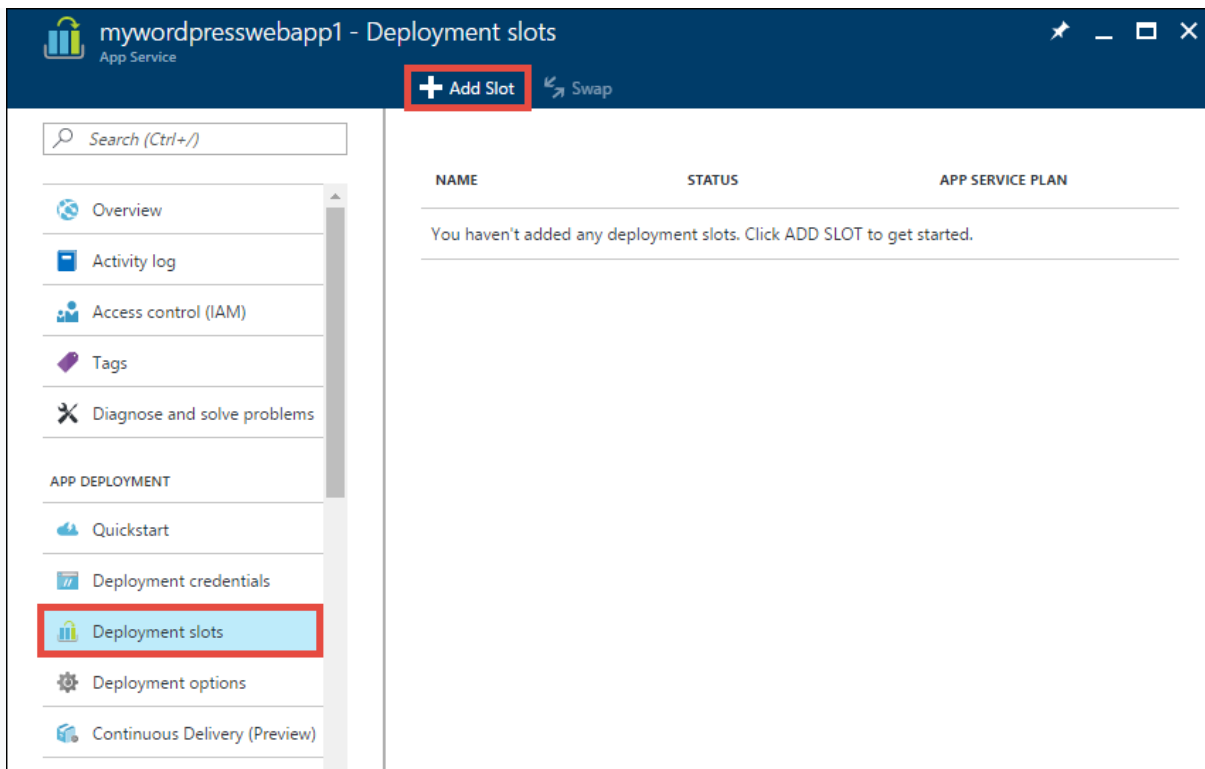 mywordpresswebapp1 - Deployment slots
App Service
Add Slot
Swap
Search (Ctrl+/)
Overview
Activity log
Access control (IAM)
Tags
Diagnose and solve problems
APP DEPLOYMENT
Quickstart
Deployment credentials
Deployment slots
Deployment options
Continuous Delivery (Preview)
NAME STATUS APP SERVICE PLAN
You haven't added any deployment slots. Click ADD SLOT to get started.